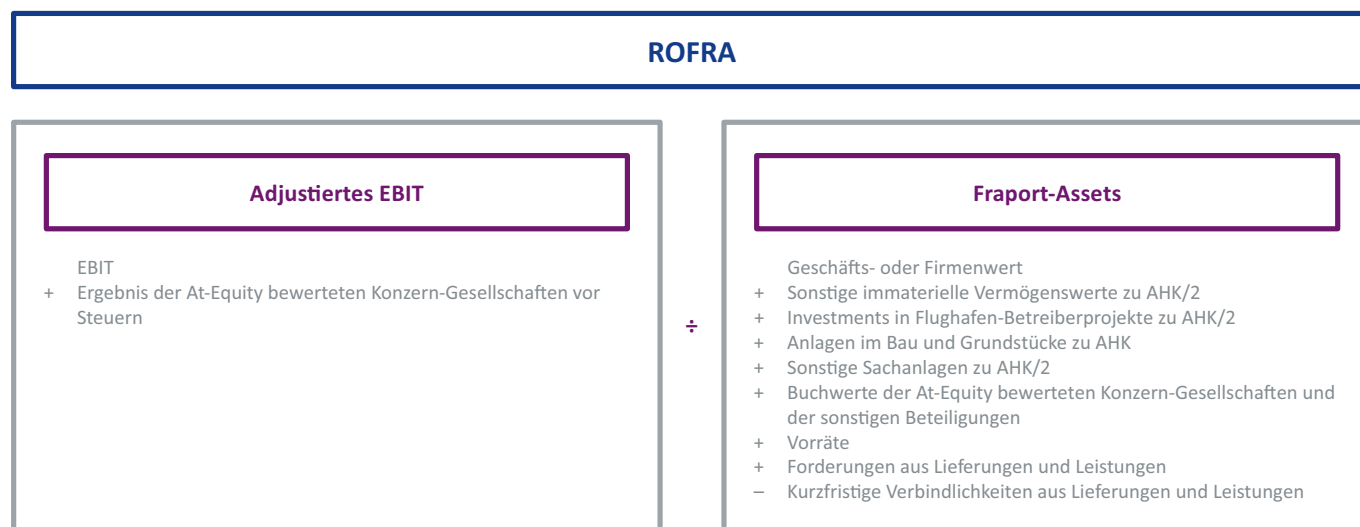 ROFRA
Adjustiertes EBIT
EBIT
+ Ergebnis der At-Equity bewerteten Konzern-Gesellschaften vor
Steuern
÷
Fraport-Assets
Geschäfts- oder Firmenwert
+ Sonstige immaterielle Vermögenswerte zu AHK/2
+ Investments in Flughafen-Betreiberprojekte zu AHK/2
+ Anlagen im Bau und Grundstücke zu AHK
+ Sonstige Sachanlagen zu AHK/2
+ Buchwerte der At-Equity bewerteten Konzern-Gesellschaften und
der sonstigen Beteiligungen
+ Vorräte
+ Forderungen aus Lieferungen und Leistungen
– Kurzfristige Verbindlichkeiten aus Lieferungen und Leistungen